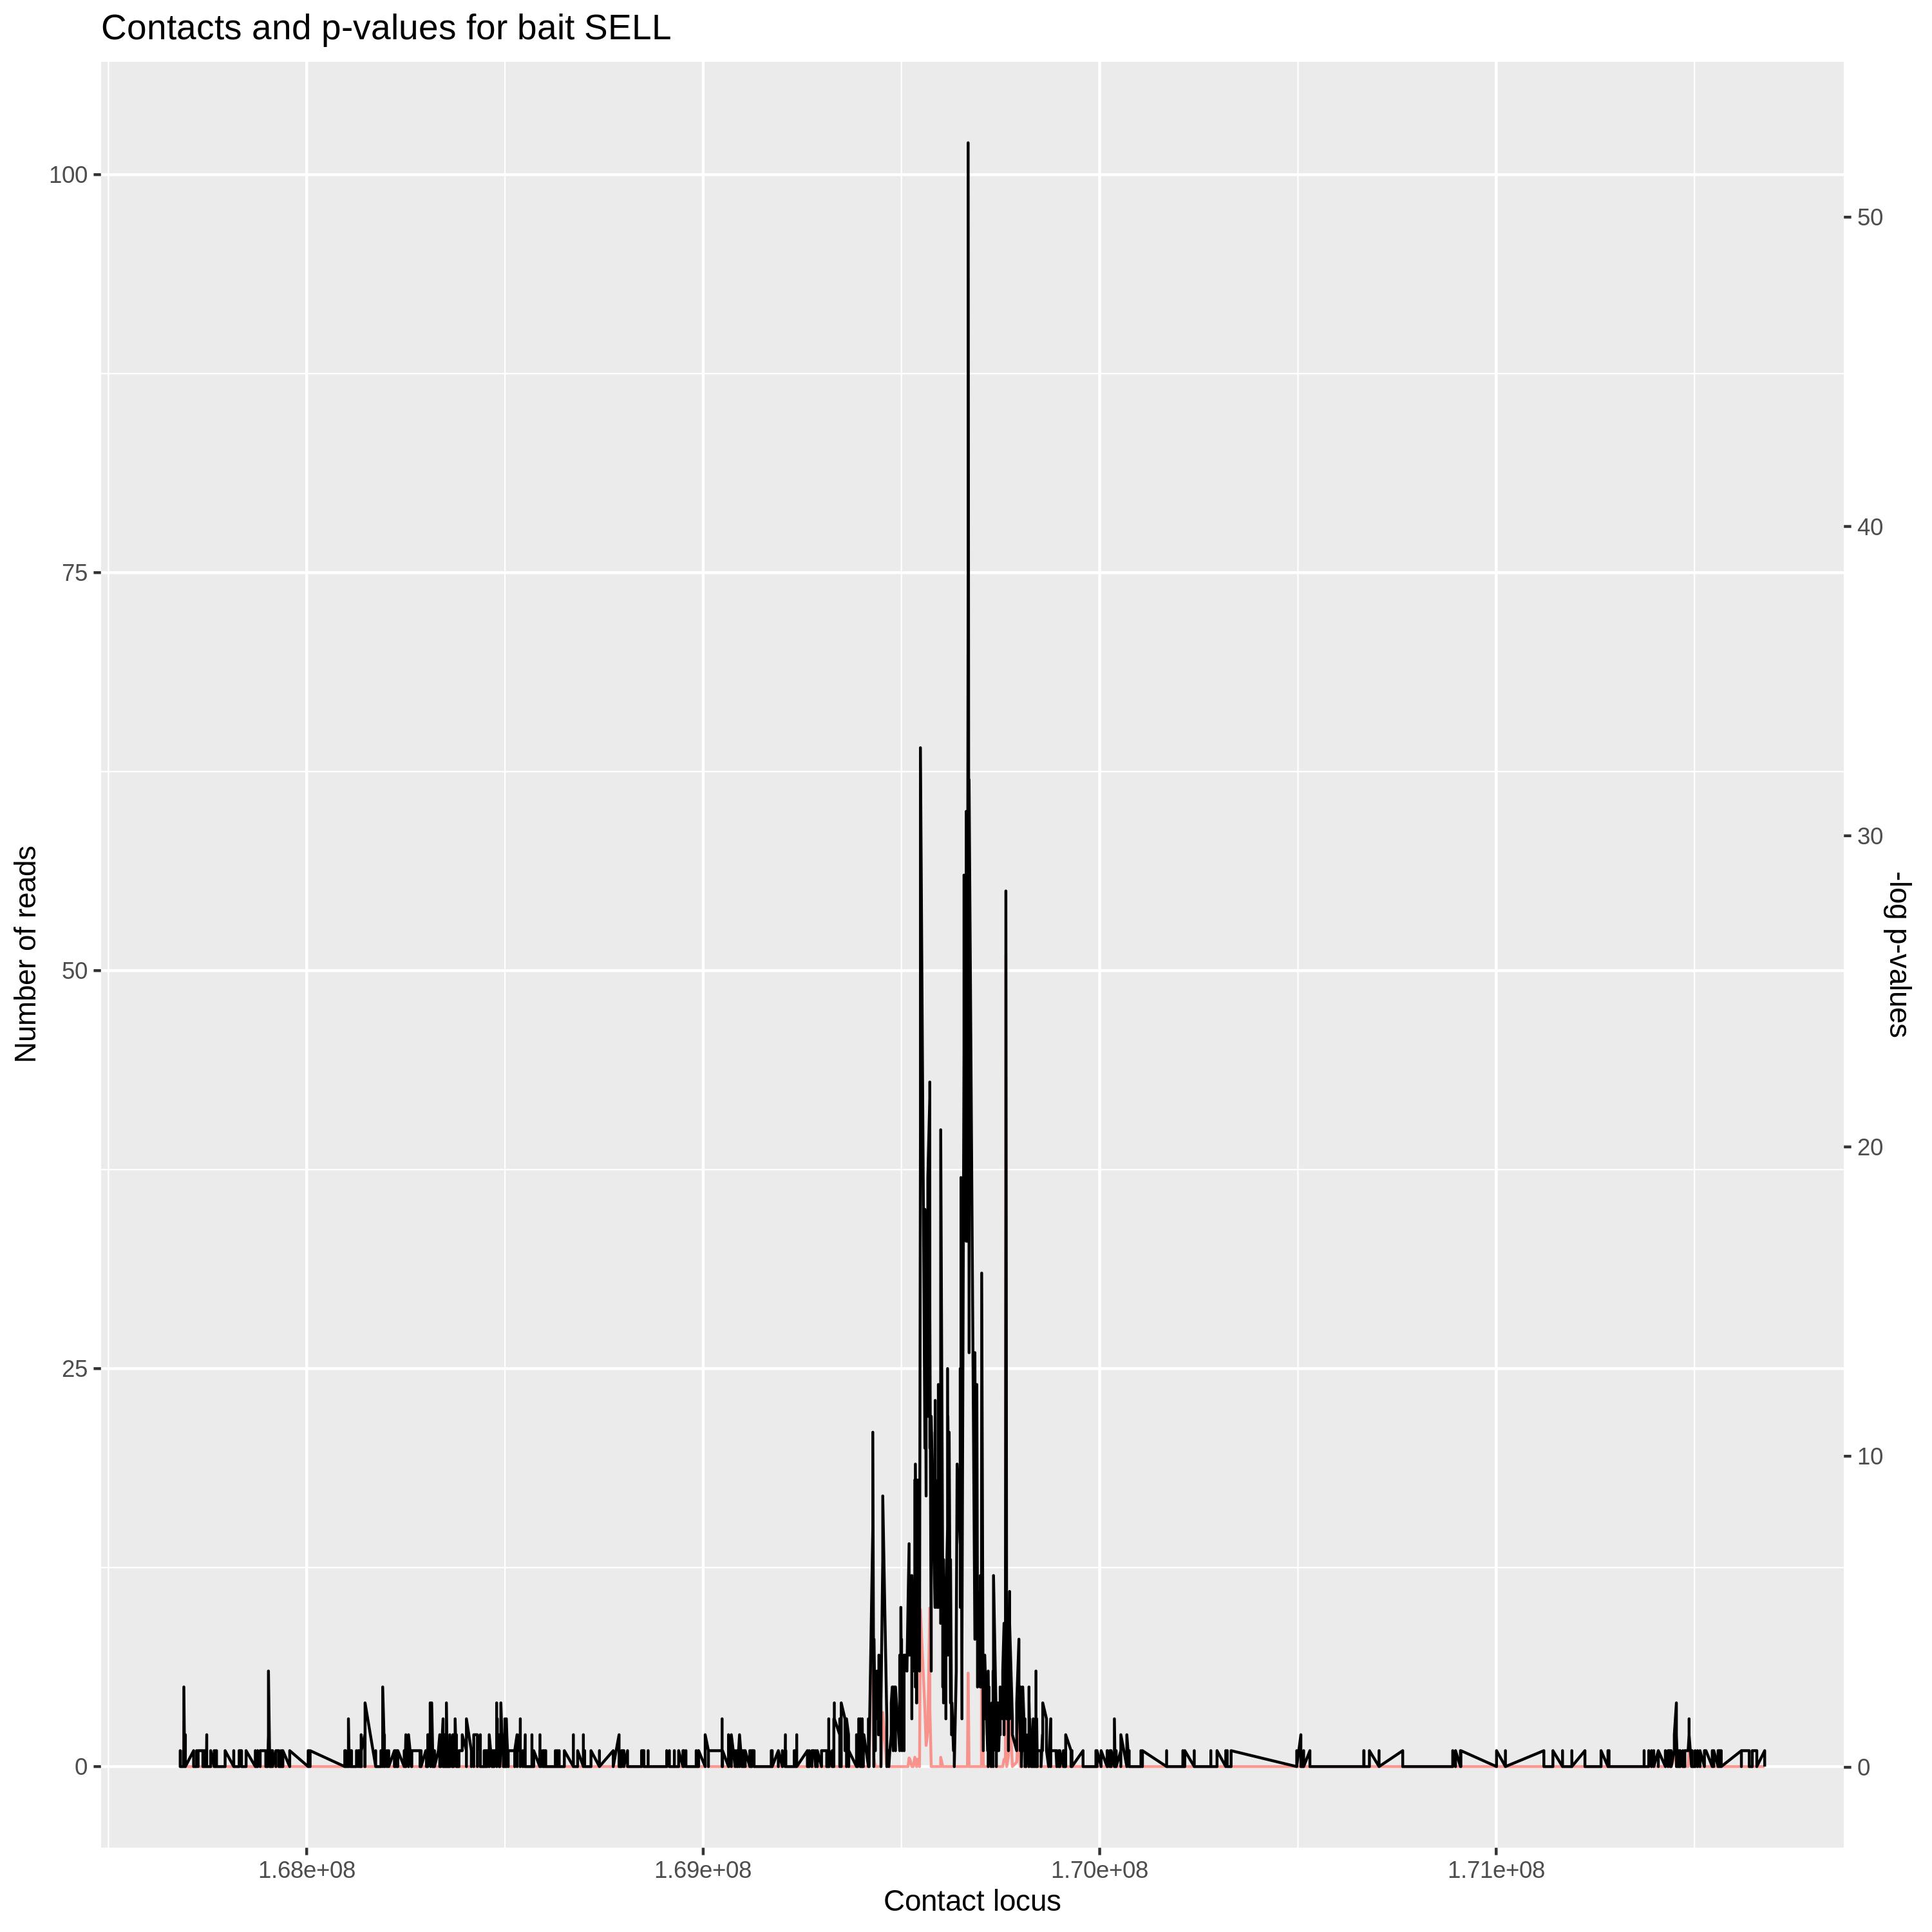 Contacts and p-values for bait SELL
100
75
50
25
0
Number of reads
50
40
30
20
10
0
-log p-values
1.68e+08
1.69e+08
1.70e+08
1.71e+08
Contact locus